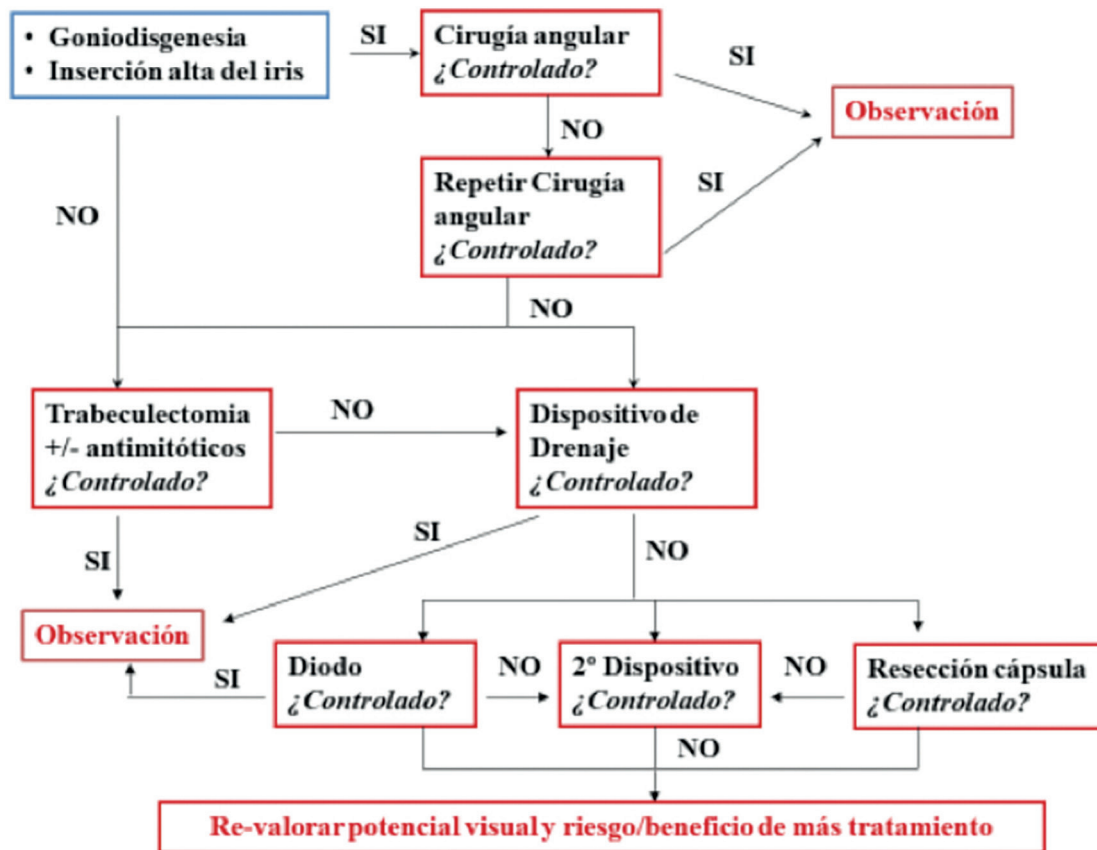 • Goniodisgenesia
• Inserción alta del iris
SI
Cirugía angular
¿Controlado?
SI
Observación
NO
NO
Repetir Cirugía
angular
¿Controlado?
SI
NO
Trabeculectomia
+/- antimitóticos
¿Controlado?
NO
Dispositivo de
Drenaje
¿Controlado?
SI
SI
NO
Observación
SI
Diodo
¿Controlado?
NO
2º Dispositivo
¿Controlado?
NO
Resección cápsula
¿Controlado?
NO
Re-valorar potencial visual y riesgo/beneficio de más tratamiento